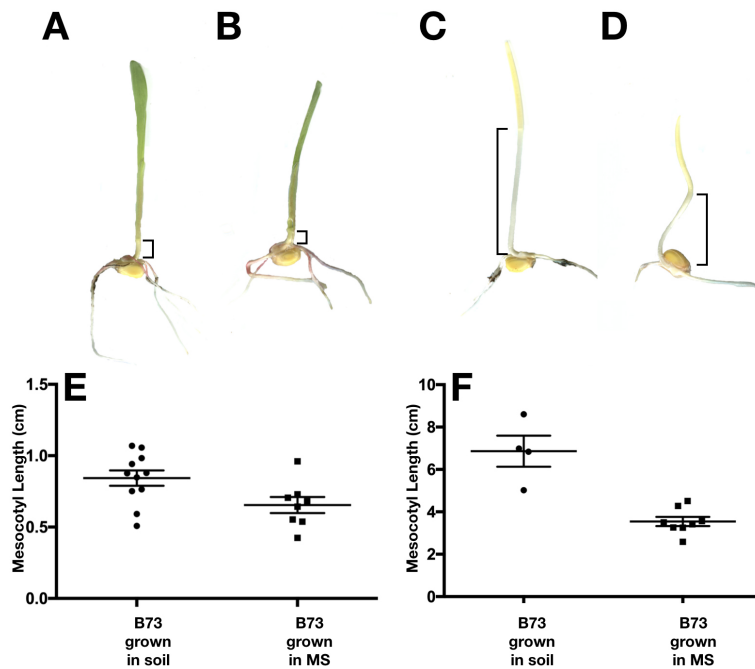 A
B
C
D
E
Mesocotyl Length (cm)
1.5
1.0
0.5
0.0
B73
grown
in soil
B73
grown
in MS
F
Mesocotyl Length (cm)
10
8
6
4
2
0
B73
grown
in soil
B73
grown
in MS